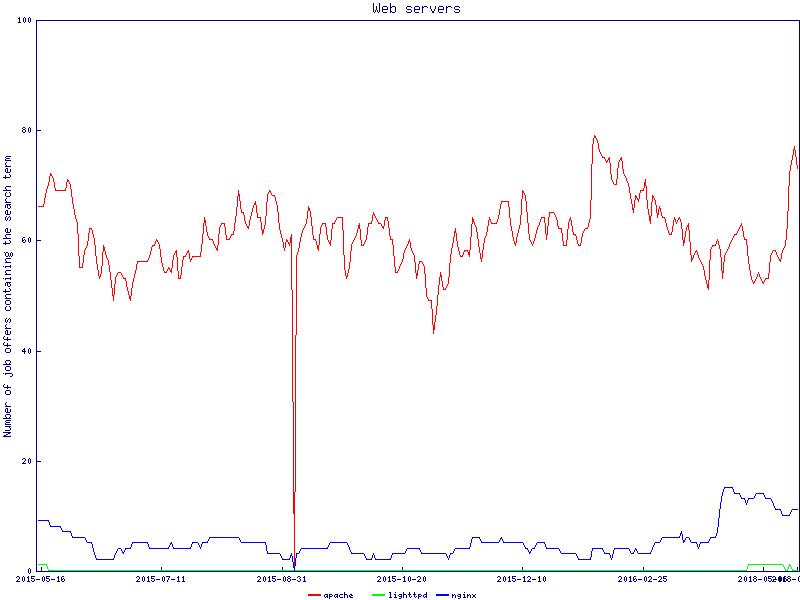 Web servers
Number of job offers containing the search term
100
80
60
40
20
0
2015-05-16 2015-07-11 2015-08-31 2015-10-20 2015-12-10 2016-02-25
apache lighttpd nginx